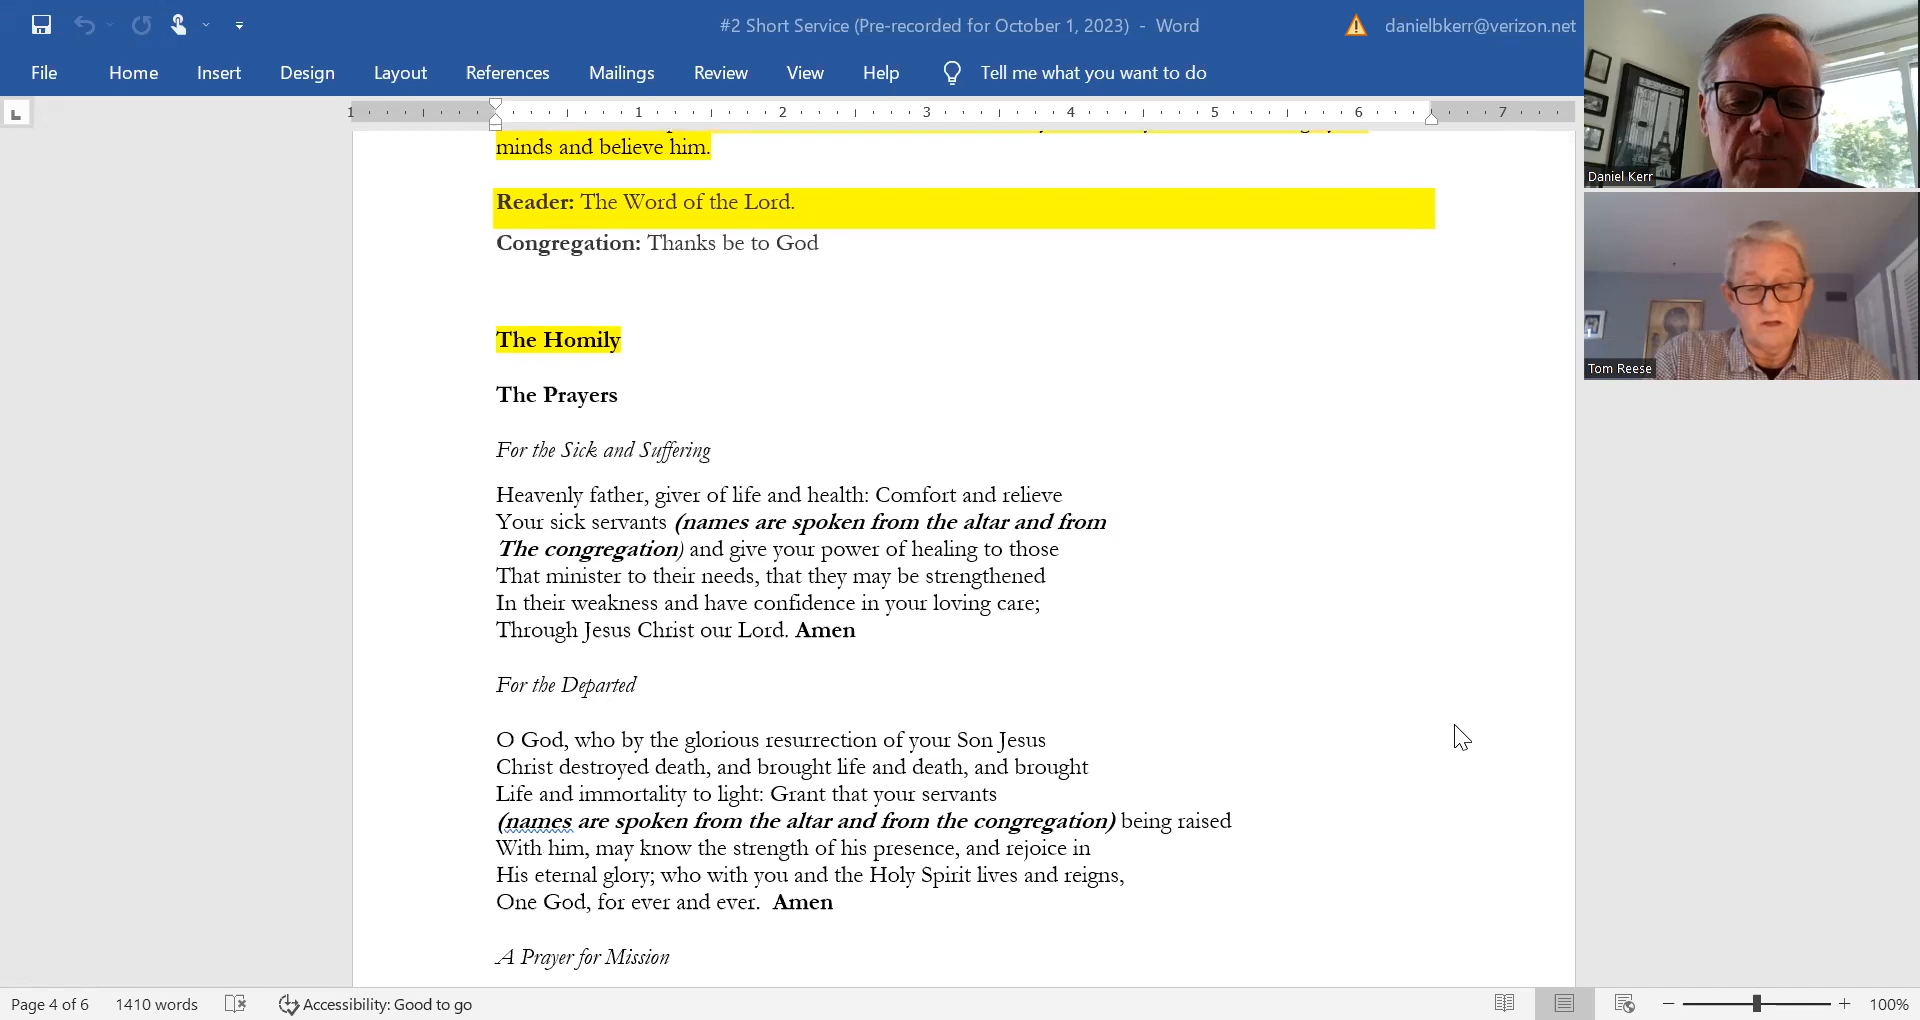 #2 Short Service (Pre-recorded for October 1, 2023) - Word
danielbkerr@verizon.net
File Home Insert Design Layout References Mailings Review View Help Tell me what you want to do
1 1 2 3 4 5 6 7
minds and believe him.
Reader: The Word of the Lord.
Congregation: Thanks be to God
The Homily
The Prayers
For the Sick and Suffering
Heavenly father, giver of life and health: Comfort and relieve
Your sick servants (names are spoken from the altar and from
The congregation) and give your power of healing to those
That minister to their needs, that they may be strengthened
In their weakness and have confidence in your loving care;
Through Jesus Christ our Lord. Amen
For the Departed
O God, who by the glorious resurrection of your Son Jesus
Christ destroyed death, and brought life and death, and brought
Life and immortality to light: Grant that your servants
(names are spoken from the altar and from the congregation) being raised
With him, may know the strength of his presence, and rejoice in
His eternal glory; who with you and the Holy Spirit lives and reigns,
One God, for ever and ever. Amen
A Prayer for Mission
Daniel Kerr
Tom Reese
Page 4 of 6 1410 words Accessibility: Good to go 100%